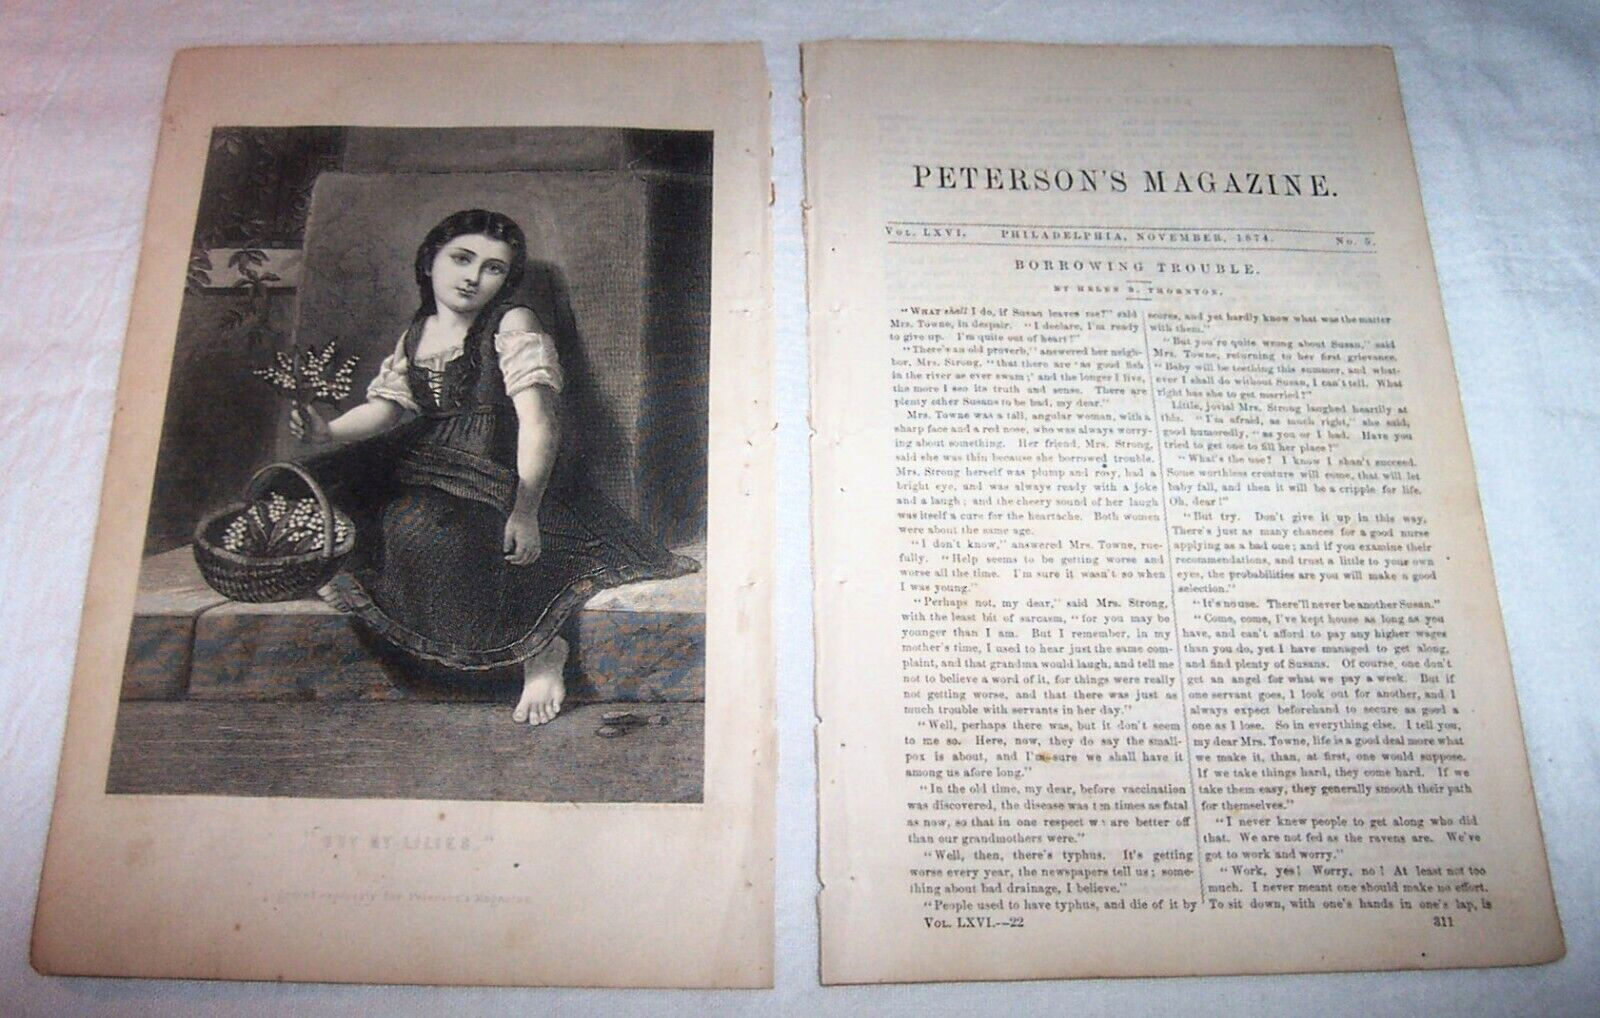 "BUY MY LILIES."
Engraved expressly for Peterson's Magazine
PETERSON'S MAGAZINE.
VOL. LXVI. PHILADELPHIA, NOVEMBER, 1874. No. 5.
BORROWING TROUBLE.
BY HELEN B. THORNTON.
"WHAT shall I do, if Susan leaves me?" said
Mrs. Towne, in despair. "I declare, I'm ready
to give up. I'm quite out of heart!"
"There's an old proverb," answered her neigh-
bor, Mrs. Strong, "that there are 'as good fish
in the river as ever swam;' and the longer I live,
the more I see its truth and sense. There are
plenty other Susans to be had, my dear."
Mrs. Towne was a tall, angular woman, with a
sharp face and a red nose, who was always worry-
ing about something. Her friend, Mrs. Strong,
said she was thin because she borrowed trouble.
Mrs. Strong herself was plump and rosy, had a
bright eye, and was always ready with a joke
and a laugh; and the cheery sound of her laugh
was itself a cure for the heartache. Both women
were about the same age.
"I don't know," answered Mrs. Towne, rue-
fully. "Help seems to be getting worse and
worse all the time. I'm sure it wasn't so when
I was young."
"Perhaps not, my dear," said Mrs. Strong,
with the least bit of sarcasm, "for you may be
younger than I am. But I remember, in my
mother's time, I used to hear just the same com-
plaint, and that grandma would laugh, and tell me
not to believe a word of it, for things were really
not getting worse, and that there was just as
much trouble with servants in her day."
"Well, perhaps there was, but it don't seem
to me so. Here, now, they do say the small-
pox is about, and I'm sure we shall have it
among us afore long."
"In the old time, my dear, before vaccination
was discovered, the disease was ten times as fatal
as now, so that in one respect we are better off
than our grandmothers were."
"Well, then, there's typhus. It's getting
worse every year, the newspapers tell us; some-
thing about bad drainage, I believe."
"People used to have typhus, and die of it by
VOL. LXVI.—22
scores, and yet hardly know what was the matter
with them."
"But you're quite wrong about Susan," said
Mrs. Towne, returning to her first grievance.
"Baby will be teething this summer, and what-
ever I shall do without Susan, I can't tell. What
right has she to get married?"
Little, jovial Mrs. Strong laughed heartily at
this. "I'm afraid, as much right," she said,
good humoredly, "as you or I had. Have you
tried to get one to fill her place?"
"What's the use? I know I shan't succeed.
Some worthless creature will come, that will let
baby fall, and then it will be a cripple for life.
Oh, dear!"
"But try. Don't give it up in this way,
There's just as many chances for a good nurse
applying as a bad one; and if you examine their
recommendations, and trust a little to your own
eyes, the probabilities are you will make a good
selection."
"It's no use. There'll never be another Susan."
"Come, come, I've kept house as long as you
have, and can't afford to pay any higher wages
than you do, yet I have managed to get along,
and find plenty of Susans. Of course, one don't
get an angel for what we pay a week. But if
one servant goes, I look out for another, and I
always expect beforehand to secure as good a
one as I lose. So in everything else. I tell you,
my dear Mrs. Towne, life is a good deal more what
we make it, than, at first, one would suppose.
If we take things hard, they come hard. If we
take them easy, they generally smooth their path
for themselves."
"I never knew people to get along who did
that. We are not fed as the ravens are. We've
got to work and worry."
"Work, yes! Worry, no! At least not too
much. I never meant one should make no effort.
To sit down, with one's hands in one's lap, is
311